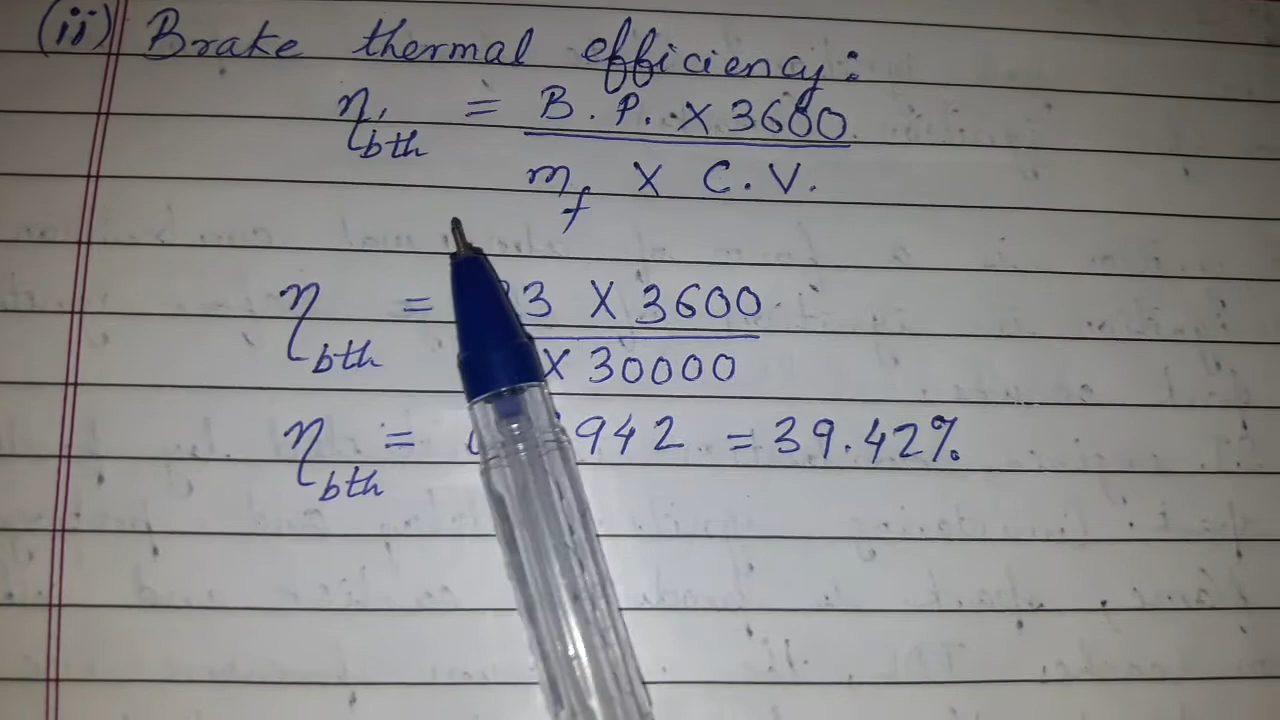 (ii) Brake thermal efficiency:
η bth = B.P. X 3600
m f X C.V.
η bth = 3 X 3600
X 30000
η bth = 942 = 39.42%